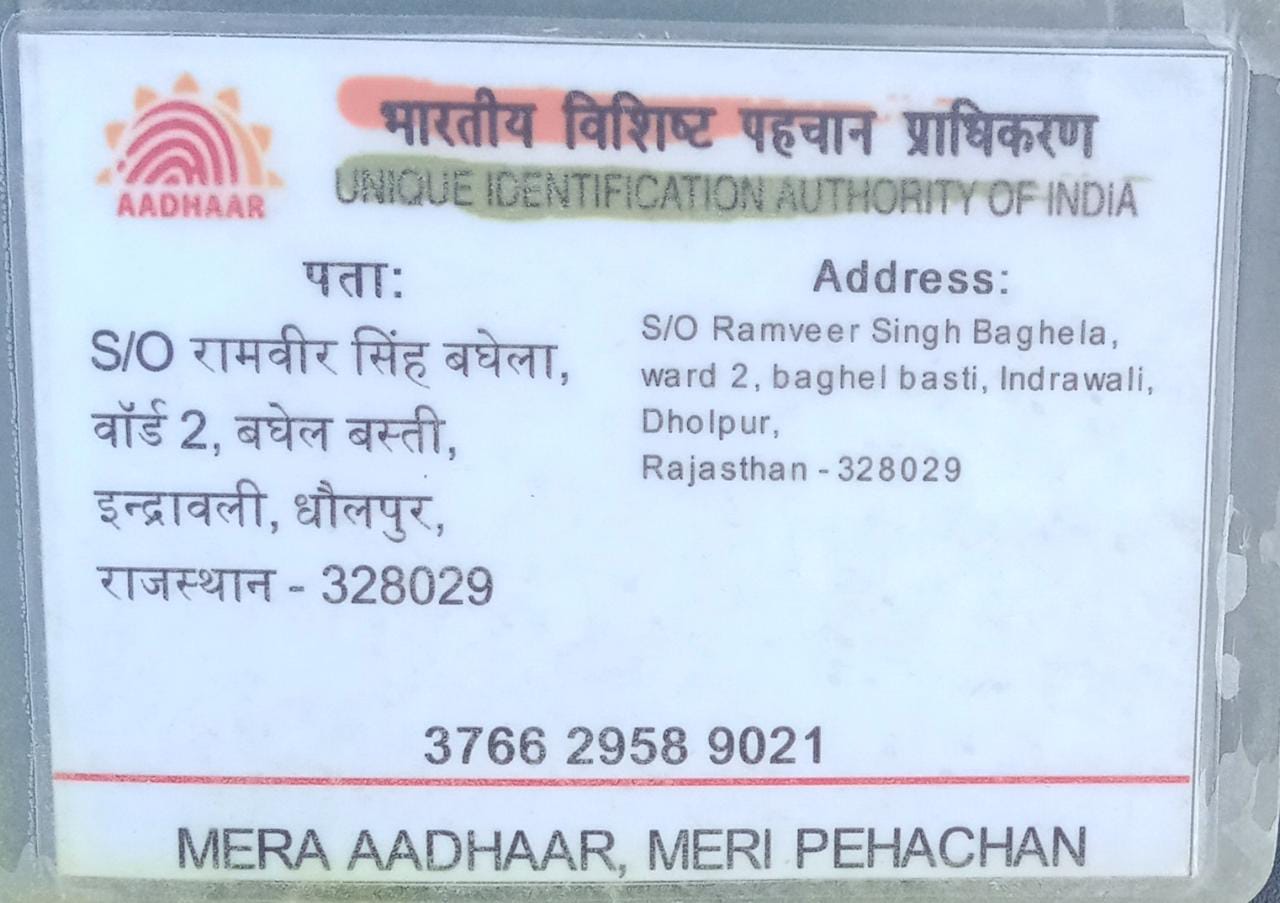 AADHAAR
भारतीय विशिष्ट पहचान प्राधिकरण
UNIQUE IDENTIFICATION AUTHORITY OF INDIA
पता:
S/O रामवीर सिंह बघेला,
वॉर्ड 2, बघेल बस्ती,
इन्द्रावली, धौलपुर,
राजस्थान - 328029
Address:
S/O Ramveer Singh Baghela,
ward 2, baghel basti, Indrawali,
Dholpur,
Rajasthan - 328029
3766 2958 9021
MERA AADHAAR, MERI PEHACHAN